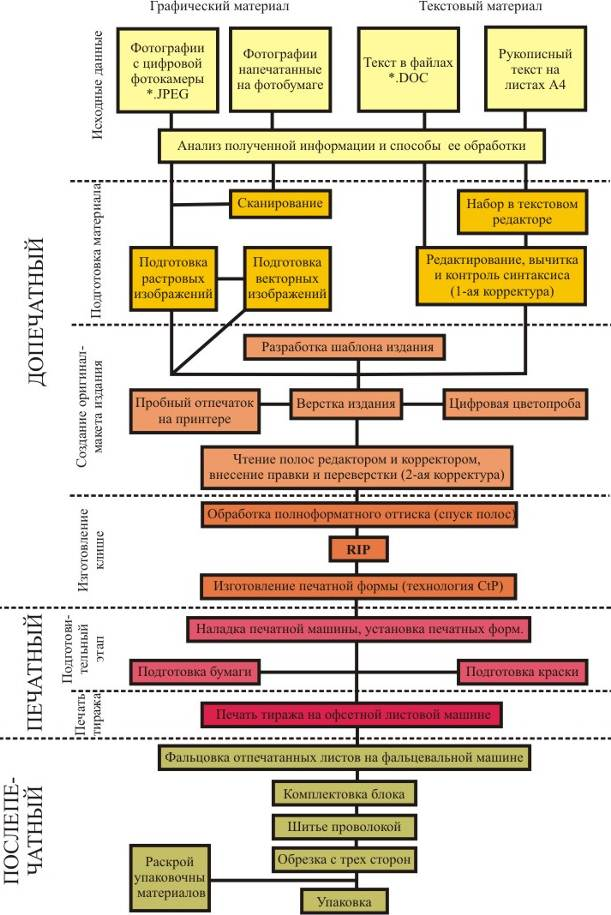 Графический материал
Текстовый материал
Исходные данные
Фотографии
с цифровой
фотокамеры
*.JPEG
Фотографии
напечатанные
на фотобумаге
Текст в файлах
*.DOC
Рукописный
текст на
листах А4
Анализ полученной информации и способы ее обработки
ДОПЕЧАТНЫЙ
Подготовка материала
Сканирование
Набор в текстовом
редакторе
Подготовка
растровых
изображений
Подготовка
векторных
изображений
Редактирование, вычитка
и контроль синтаксиса
(1-ая корректура)
Создание оригинал-
макета издания
Разработка шаблона издания
Пробный отпечаток
на принтере
Верстка издания
Цифровая цветопроба
Чтение полос редактором и корректором,
внесение правки и переверстки (2-ая корректура)
Изготовление
клише
Обработка полноформатного оттиска (спуск полос)
RIP
Изготовление печатной формы (технология CtP)
ПЕЧАТНЫЙ
Подготови-
тельный
этап
Наладка печатной машины, установка печатных форм.
Подготовка бумаги
Подготовка краски
Печать
тиража
Печать тиража на офсетной листовой машине
ПОСЛЕПЕ-
ЧАТНЫЙ
Фальцовка отпечатанных листов на фальцевальной машине
Комплектовка блока
Шитье проволокой
Обрезка с трех сторон
Раскрой
упаковочны
материалов
Упаковка